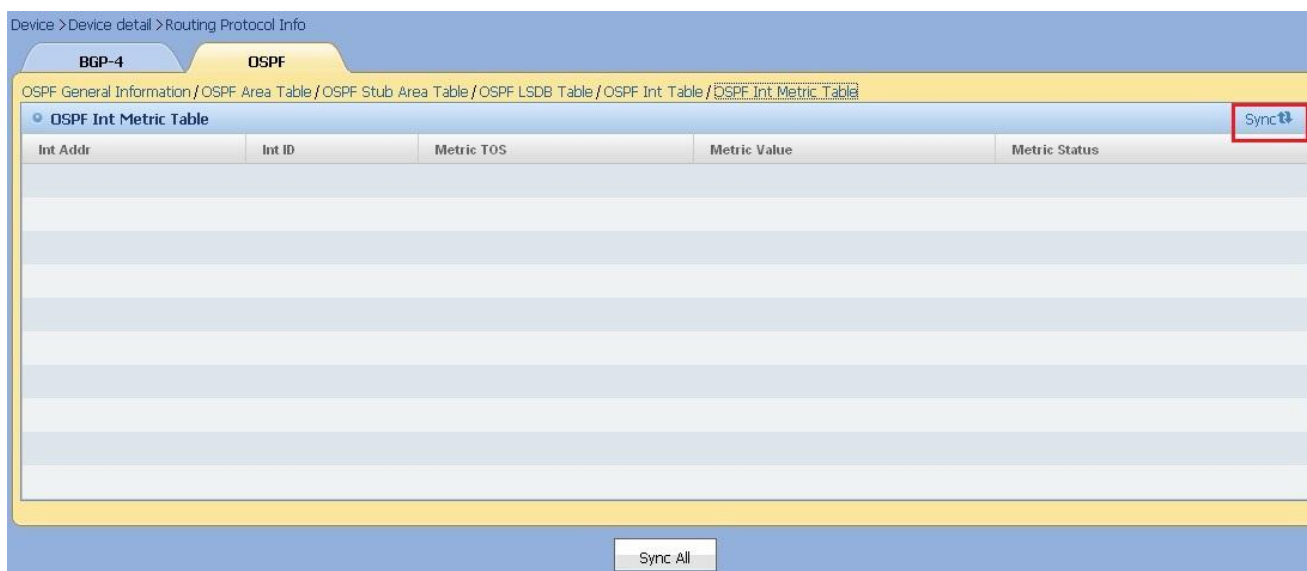 Device >Device detail >Routing Protocol Info
BGP-4 OSPF
OSPF General Information / OSPF Area Table / OSPF Stub Area Table / OSPF LSDB Table / OSPF Int Table / OSPF Int Metric Table
OSPF Int Metric Table Sync
Int Addr Int ID Metric TOS Metric Value Metric Status
Sync All